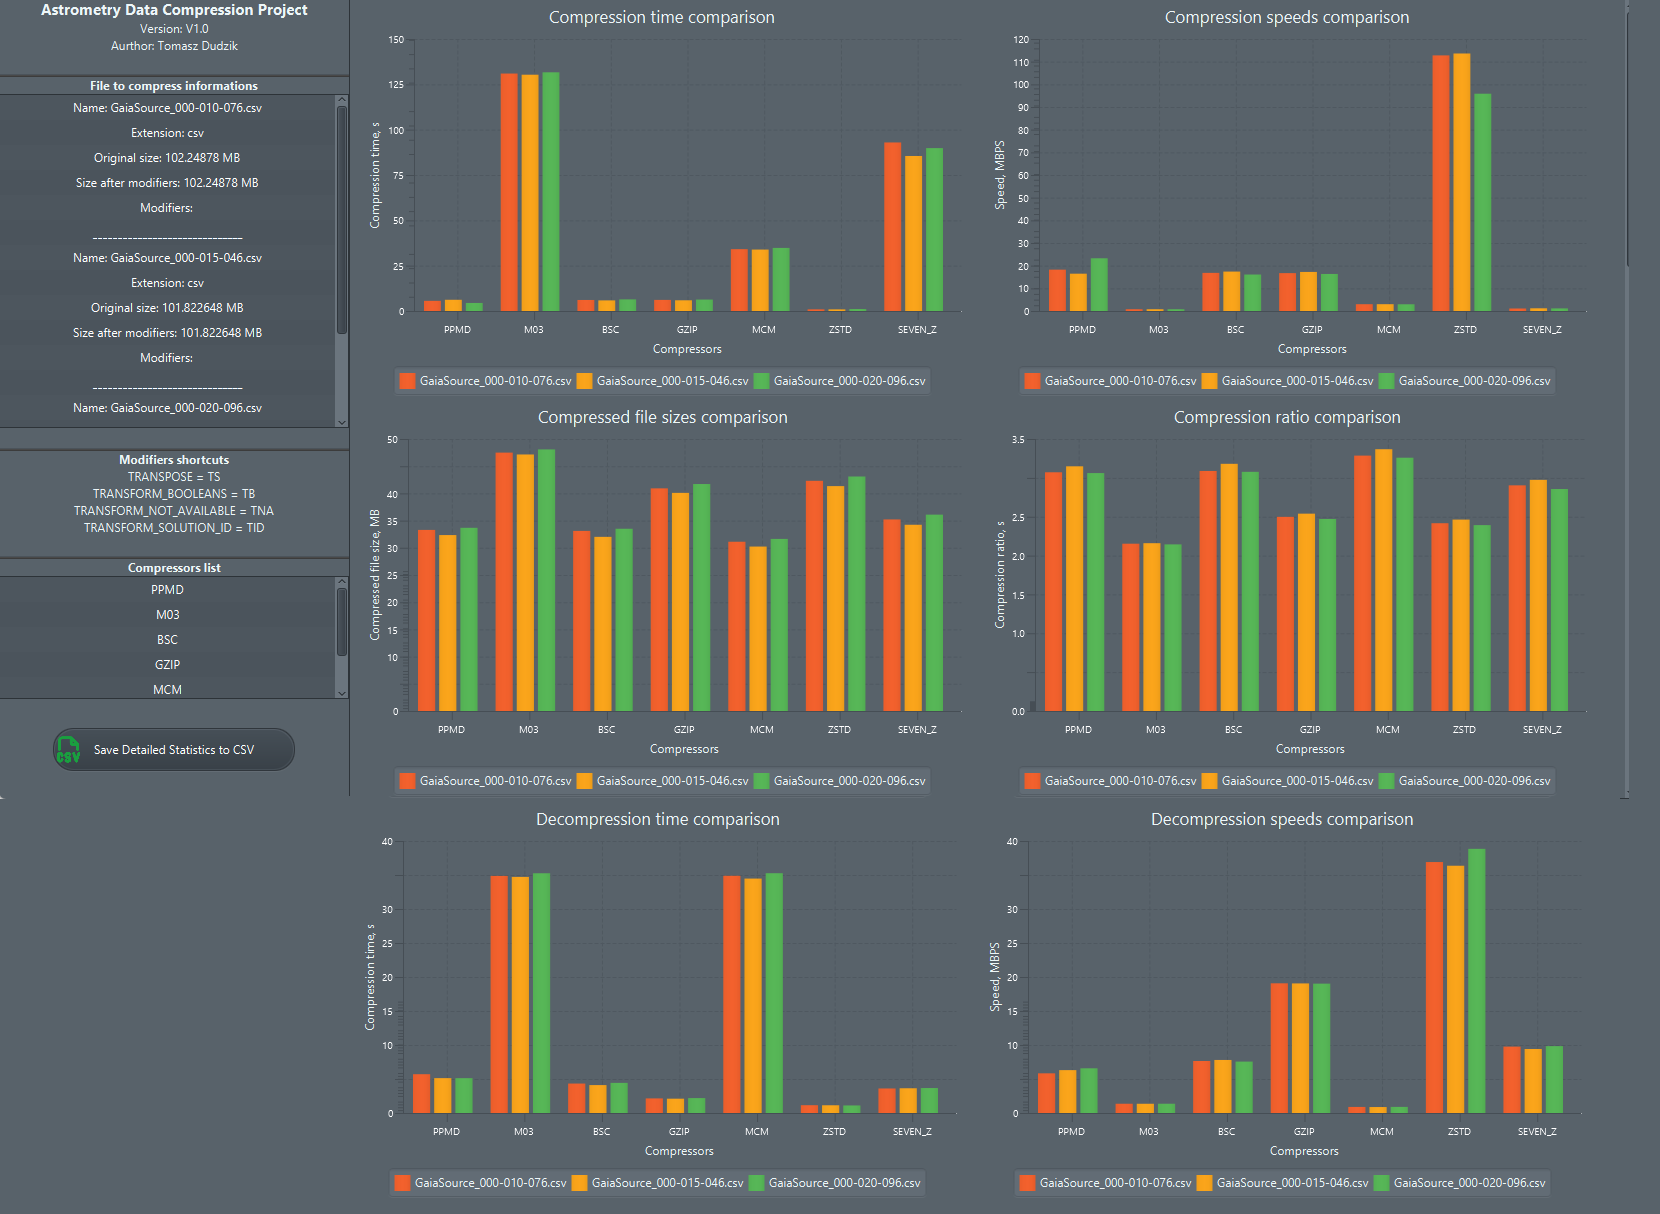 Astrometry Data Compression Project
Version: V1.0
Aurthor: Tomasz Dudzik
File to compress informations
Name: GaiaSource_000-010-076.csv
Extension: csv
Original size: 102.24878 MB
Size after modifiers: 102.24878 MB
Modifiers:
______________________________
Name: GaiaSource_000-015-046.csv
Extension: csv
Original size: 101.822648 MB
Size after modifiers: 101.822648 MB
Modifiers:
______________________________
Name: GaiaSource_000-020-096.csv
Modifiers shortcuts
TRANSPOSE = TS
TRANSFORM_BOOLEANS = TB
TRANSFORM_NOT_AVAILABLE = TNA
TRANSFORM_SOLUTION_ID = TID
Compressors list
PPMD
M03
BSC
GZIP
MCM
CSV
Save Detailed Statistics to CSV
Compression time comparison
Compression time, s
150
125
100
75
50
25
0
PPMD M03 BSC GZIP MCM ZSTD SEVEN_Z
Compressors
GaiaSource_000-010-076.csv GaiaSource_000-015-046.csv GaiaSource_000-020-096.csv
Compression speeds comparison
Speed, MBPS
120
110
100
90
80
70
60
50
40
30
20
10
0
PPMD M03 BSC GZIP MCM ZSTD SEVEN_Z
Compressors
GaiaSource_000-010-076.csv GaiaSource_000-015-046.csv GaiaSource_000-020-096.csv
Compressed file sizes comparison
Compressed file size, MB
50
40
35
30
25
20
15
10
0
PPMD M03 BSC GZIP MCM ZSTD SEVEN_Z
Compressors
GaiaSource_000-010-076.csv GaiaSource_000-015-046.csv GaiaSource_000-020-096.csv
Compression ratio comparison
Compression ratio, s
3.5
2.5
2.0
1.5
1.0
0.0
PPMD M03 BSC GZIP MCM ZSTD SEVEN_Z
Compressors
GaiaSource_000-010-076.csv GaiaSource_000-015-046.csv GaiaSource_000-020-096.csv
Decompression time comparison
Compression time, s
40
30
25
20
15
10
0
PPMD M03 BSC GZIP MCM ZSTD SEVEN_Z
Compressors
GaiaSource_000-010-076.csv GaiaSource_000-015-046.csv GaiaSource_000-020-096.csv
Decompression speeds comparison
Speed, MBPS
40
30
25
20
15
10
0
PPMD M03 BSC GZIP MCM ZSTD SEVEN_Z
Compressors
GaiaSource_000-010-076.csv GaiaSource_000-015-046.csv GaiaSource_000-020-096.csv